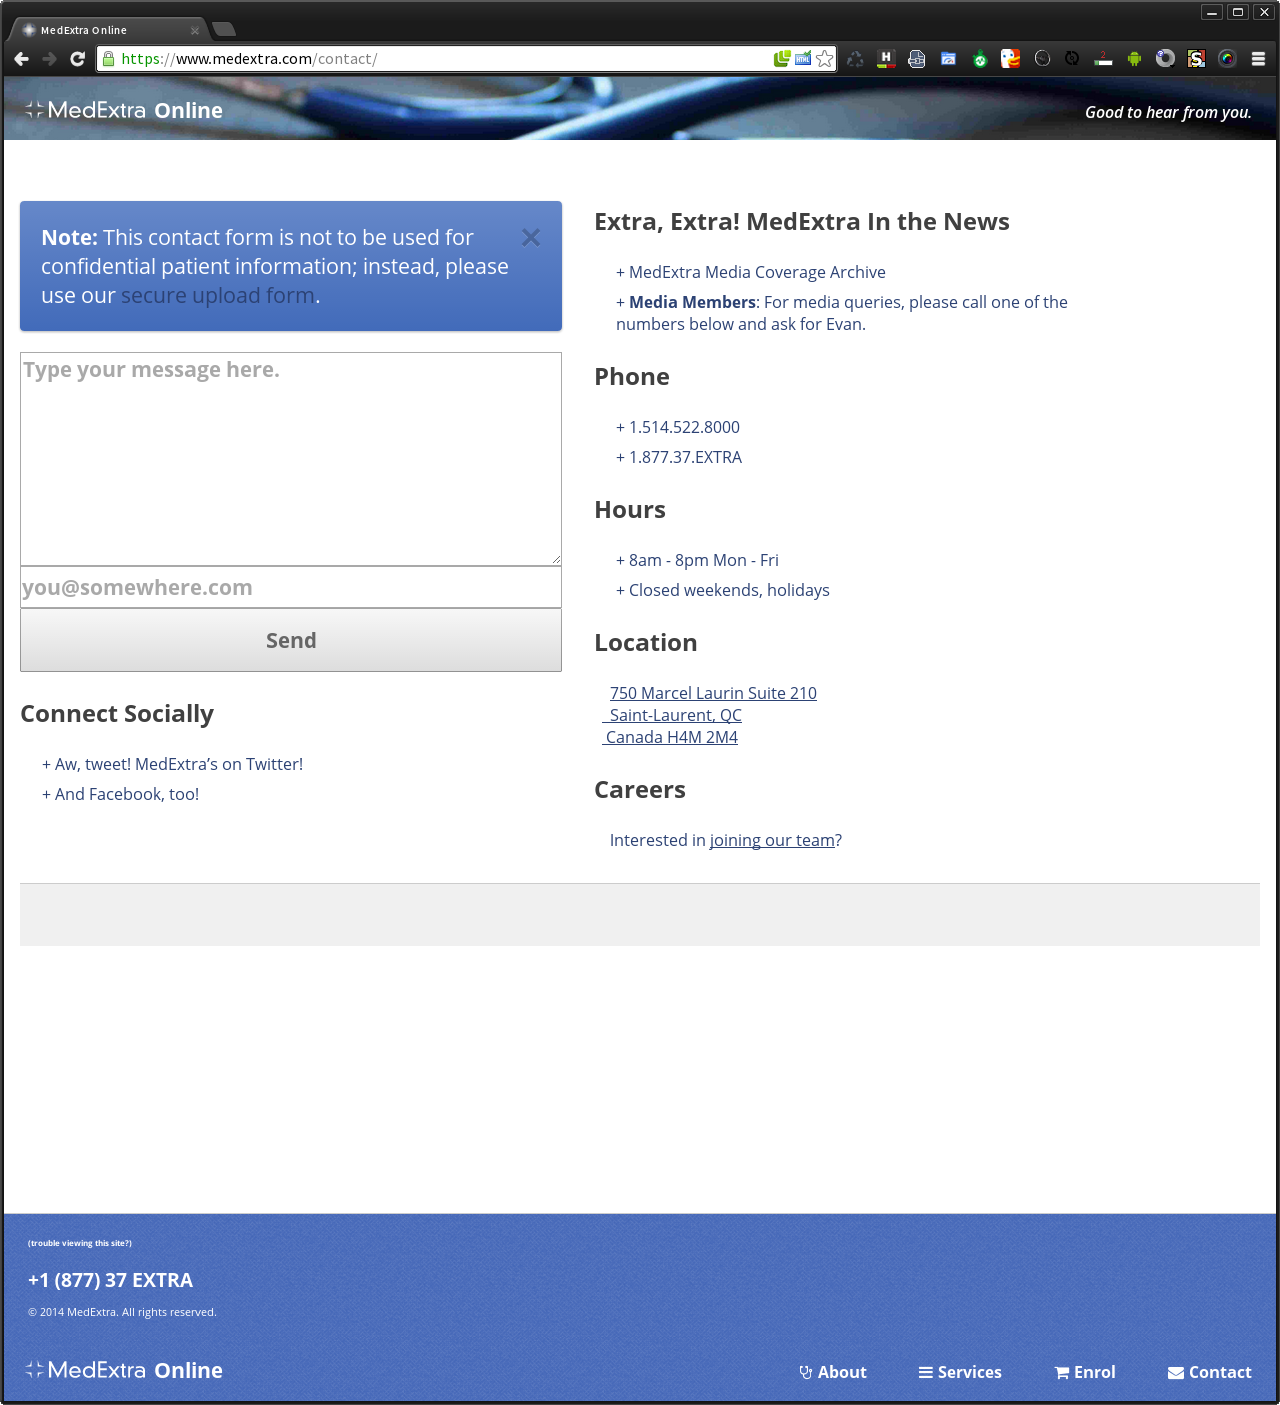 MedExtra Online
https://www.medextra.com/contact/
MedExtra Online
Good to hear from you.
Note: This contact form is not to be used for
confidential patient information; instead, please
use our secure upload form.
Type your message here.
you@somewhere.com
Send
Connect Socially
+ Aw, tweet! MedExtra’s on Twitter!
+ And Facebook, too!
Extra, Extra! MedExtra In the News
+ MedExtra Media Coverage Archive
+ Media Members: For media queries, please call one of the
numbers below and ask for Evan.
Phone
+ 1.514.522.8000
+ 1.877.37.EXTRA
Hours
+ 8am - 8pm Mon - Fri
+ Closed weekends, holidays
Location
750 Marcel Laurin Suite 210
Saint-Laurent, QC
Canada H4M 2M4
Careers
Interested in joining our team?
(trouble viewing this site?)
+1 (877) 37 EXTRA
© 2014 MedExtra. All rights reserved.
MedExtra Online
About
Services
Enrol
Contact